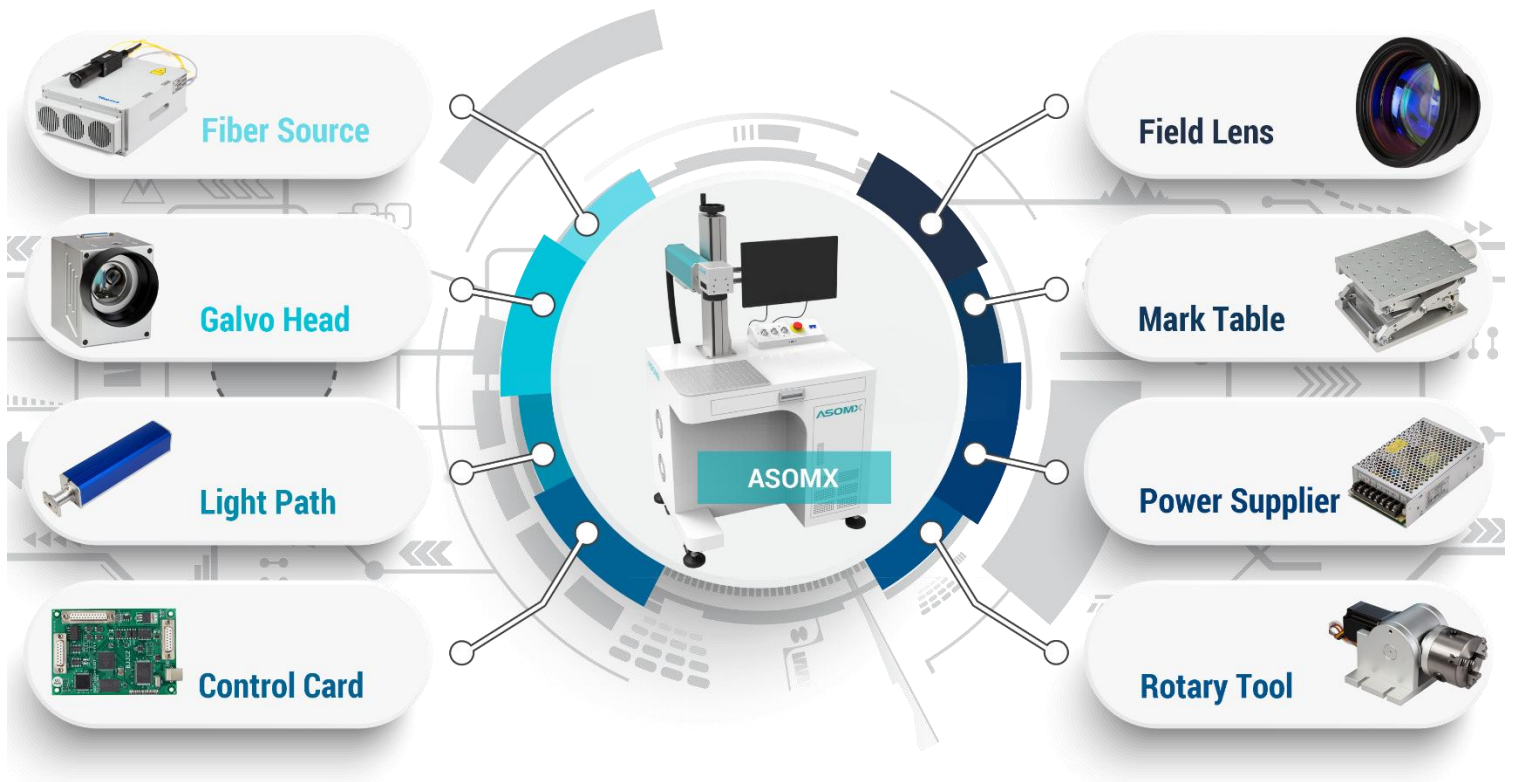 Fiber Source
Field Lens
Galvo Head
Mark Table
ASOMX
ASOMX
Light Path
Power Supplier
Control Card
Rotary Tool